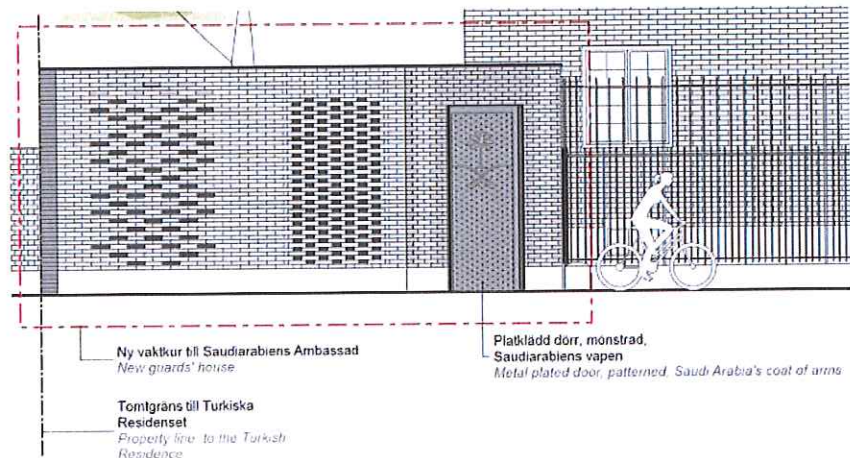 Ny vaktkur till Saudiarabiens Ambassad
New guards' house.
Tomtgräns till Turkiska
Residenset
Property line to the Turkish
Residence
Platklädd dörr, mönstrad,
Saudiarabiens vapen
Metal plated door, patterned, Saudi Arabia's coat of arms